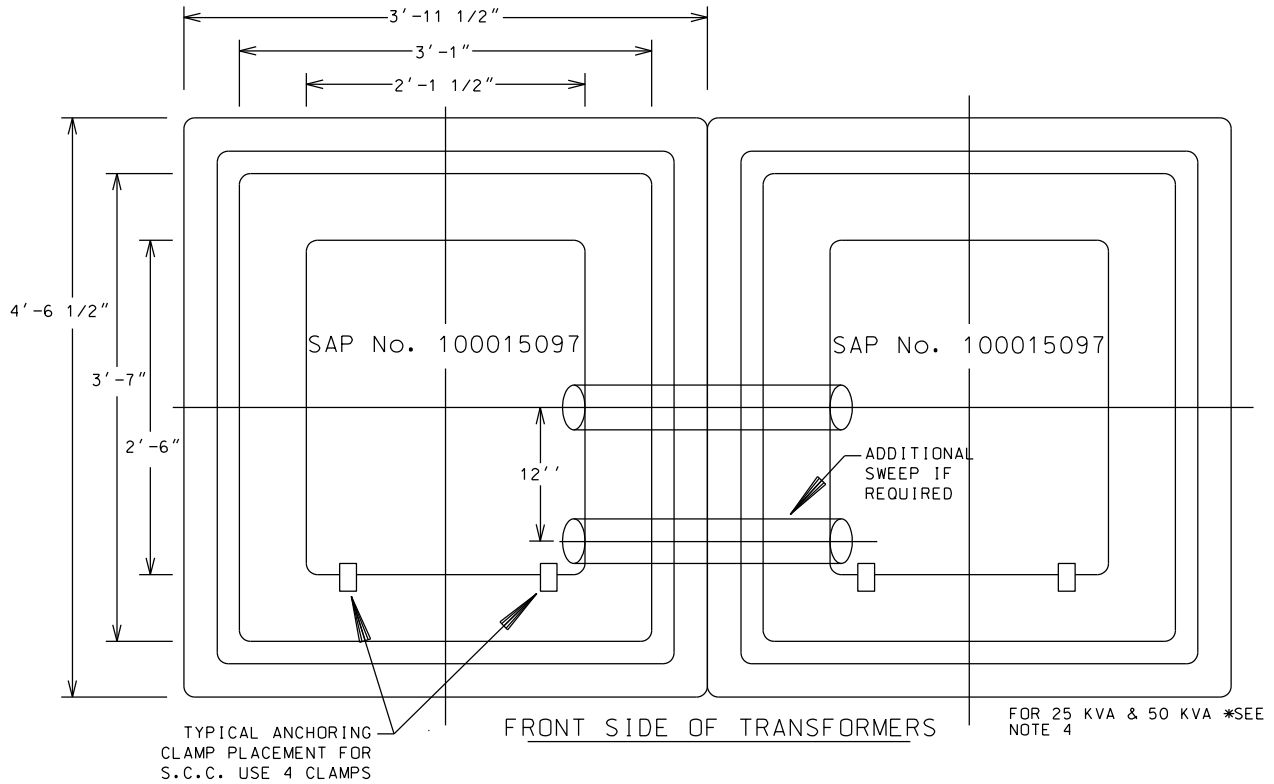 3'-11 1/2"
3'-1"
2'-1 1/2"
4'-6 1/2"
3'-7"
2'-6"
SAP No. 100015097
SAP No. 100015097
12''
ADDITIONAL
SWEEP IF
REQUIRED
TYPICAL ANCHORING
CLAMP PLACEMENT FOR
S.C.C. USE 4 CLAMPS
FRONT SIDE OF TRANSFORMERS
FOR 25 KVA & 50 KVA *SEE
NOTE 4